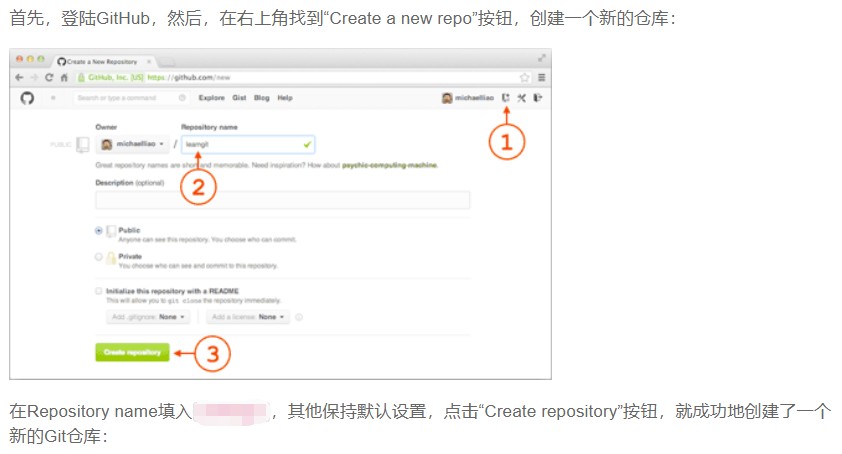 首先，登陆GitHub，然后，在右上角找到“Create a new repo”按钮，创建一个新的仓库：
Create a New Repository
GitHub, Inc. [US] https://github.com/new
Search or type a command
Explore Gist Blog Help
michaelliao
1
Owner
Repository name
PUBLIC
michaelliao / learngit
Great repository names are short and memorable. Need inspiration? How about psychic-computing-machine.
2
Description (optional)
Public
Anyone can see this repository. You choose who can commit.
Private
You choose who can see and commit to this repository.
Initialize this repository with a README
This will allow you to git clone the repository immediately.
Add .gitignore: None
Add a license: None
Create repository
3
在Repository name填入，其他保持默认设置，点击“Create repository”按钮，就成功地创建了一个
新的Git仓库：